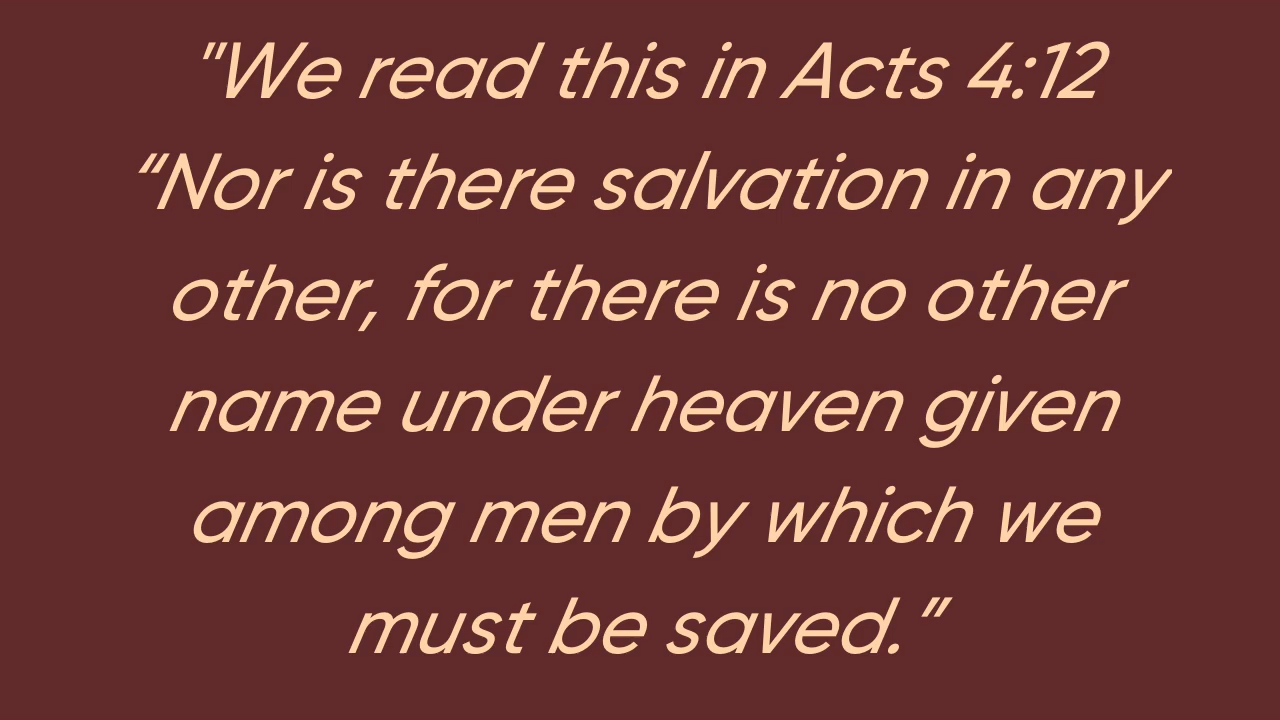 "We read this in Acts 4:12
“Nor is there salvation in any
other, for there is no other
name under heaven given
among men by which we
must be saved.”